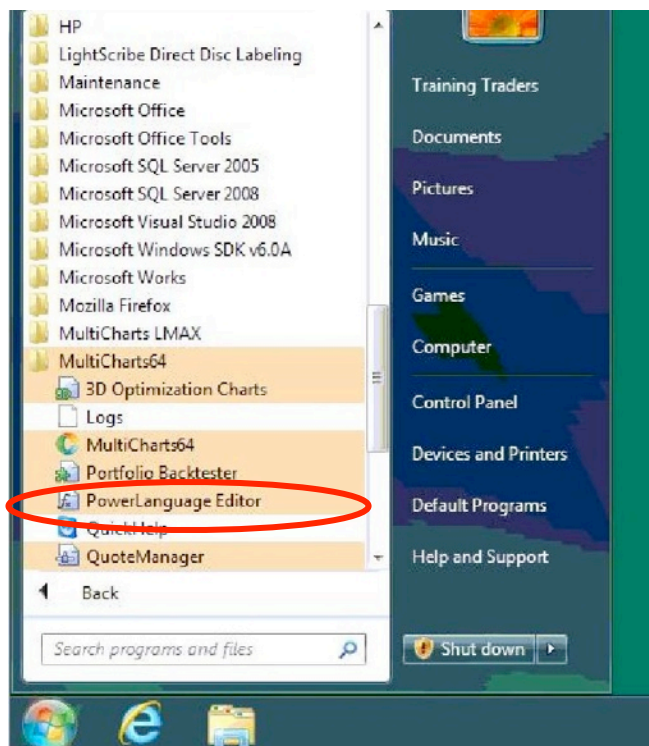 HP
LightScribe Direct Disc Labeling
Maintenance
Microsoft Office
Microsoft Office Tools
Microsoft SQL Server 2005
Microsoft SQL Server 2008
Microsoft Visual Studio 2008
Microsoft Windows SDK v6.0A
Microsoft Works
Mozilla Firefox
MultiCharts LMAX
MultiCharts64
3D Optimization Charts
Logs
MultiCharts64
Portfolio Backtester
PowerLanguage Editor
QuickHelp
QuoteManager
Back
Search programs and files
Training Traders
Documents
Pictures
Music
Games
Computer
Control Panel
Devices and Printers
Default Programs
Help and Support
Shut down